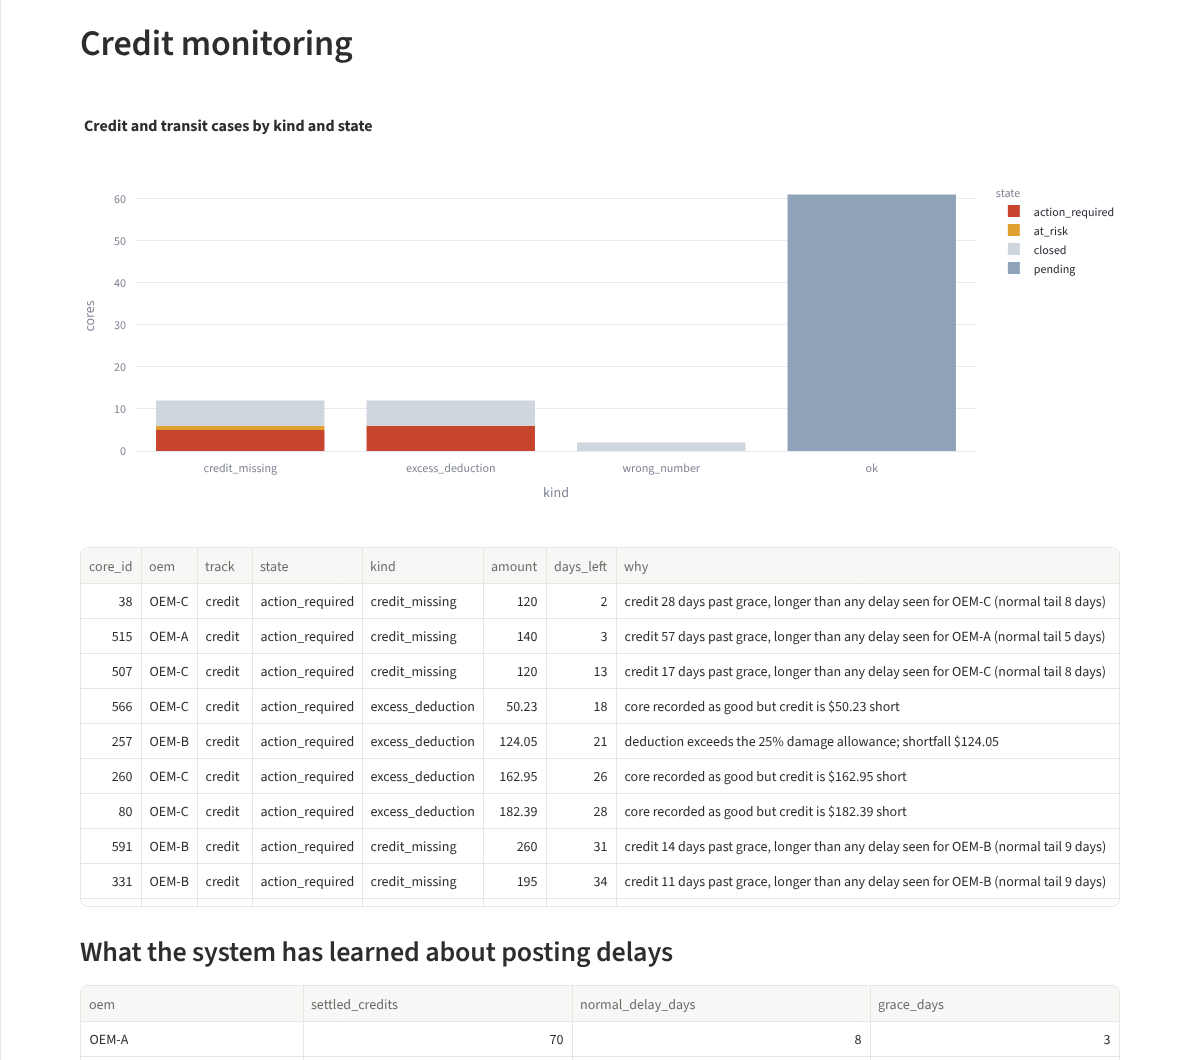 Credit monitoring
Credit and transit cases by kind and state
60
50
40
30
20
10
0
cores
credit_missing excess_deduction wrong_number ok
kind
state
action_required
at_risk
closed
pending
core_id oem track state kind amount days_left why
38 OEM-C credit action_required credit_missing 120 2 credit 28 days past grace, longer than any delay seen for OEM-C (normal tail 8 days)
515 OEM-A credit action_required credit_missing 140 3 credit 57 days past grace, longer than any delay seen for OEM-A (normal tail 5 days)
507 OEM-C credit action_required credit_missing 120 13 credit 17 days past grace, longer than any delay seen for OEM-C (normal tail 8 days)
566 OEM-C credit action_required excess_deduction 50.23 18 core recorded as good but credit is $50.23 short
257 OEM-B credit action_required excess_deduction 124.05 21 deduction exceeds the 25% damage allowance; shortfall $124.05
260 OEM-C credit action_required excess_deduction 162.95 26 core recorded as good but credit is $162.95 short
80 OEM-C credit action_required excess_deduction 182.39 28 core recorded as good but credit is $182.39 short
591 OEM-B credit action_required credit_missing 260 31 credit 14 days past grace, longer than any delay seen for OEM-B (normal tail 9 days)
331 OEM-B credit action_required credit_missing 195 34 credit 11 days past grace, longer than any delay seen for OEM-B (normal tail 9 days)
What the system has learned about posting delays
oem settled_credits normal_delay_days grace_days
OEM-A 70 8 3